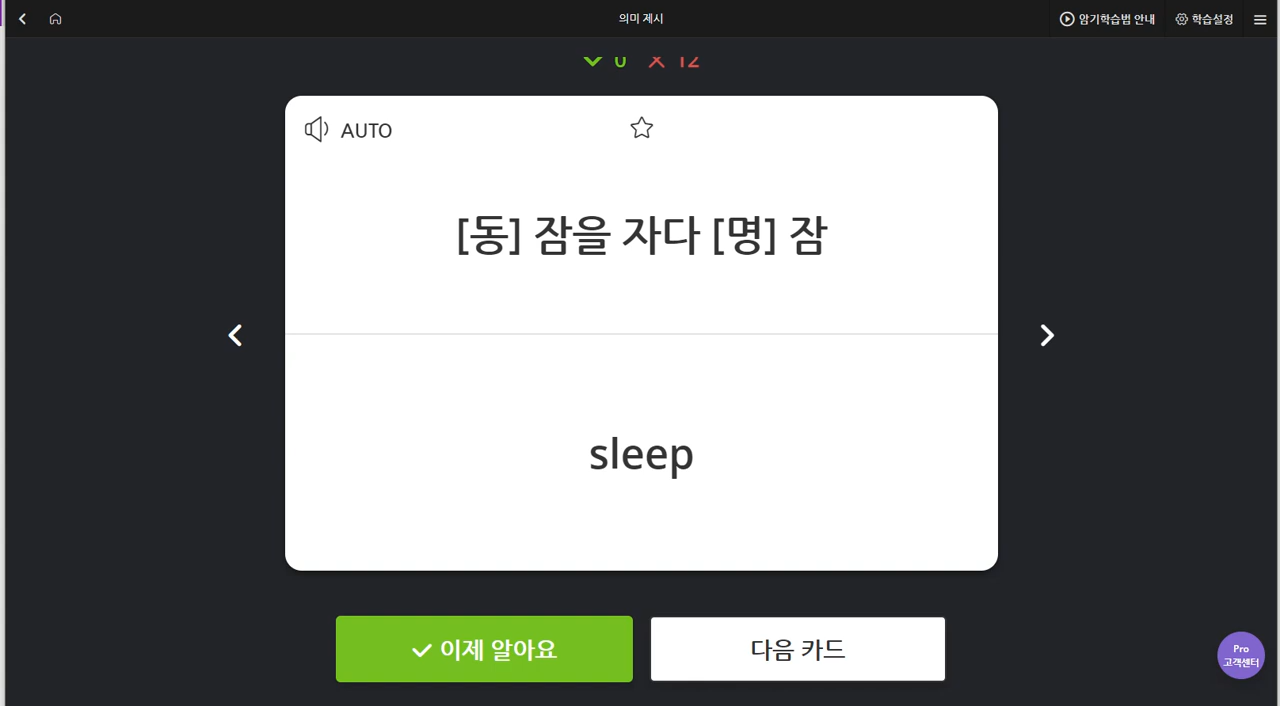 의미 제시
암기학습법 안내
학습설정
0 12
AUTO
[동] 잠을 자다 [명] 잠
sleep
이제 알아요
다음 카드
Pro
고객센터